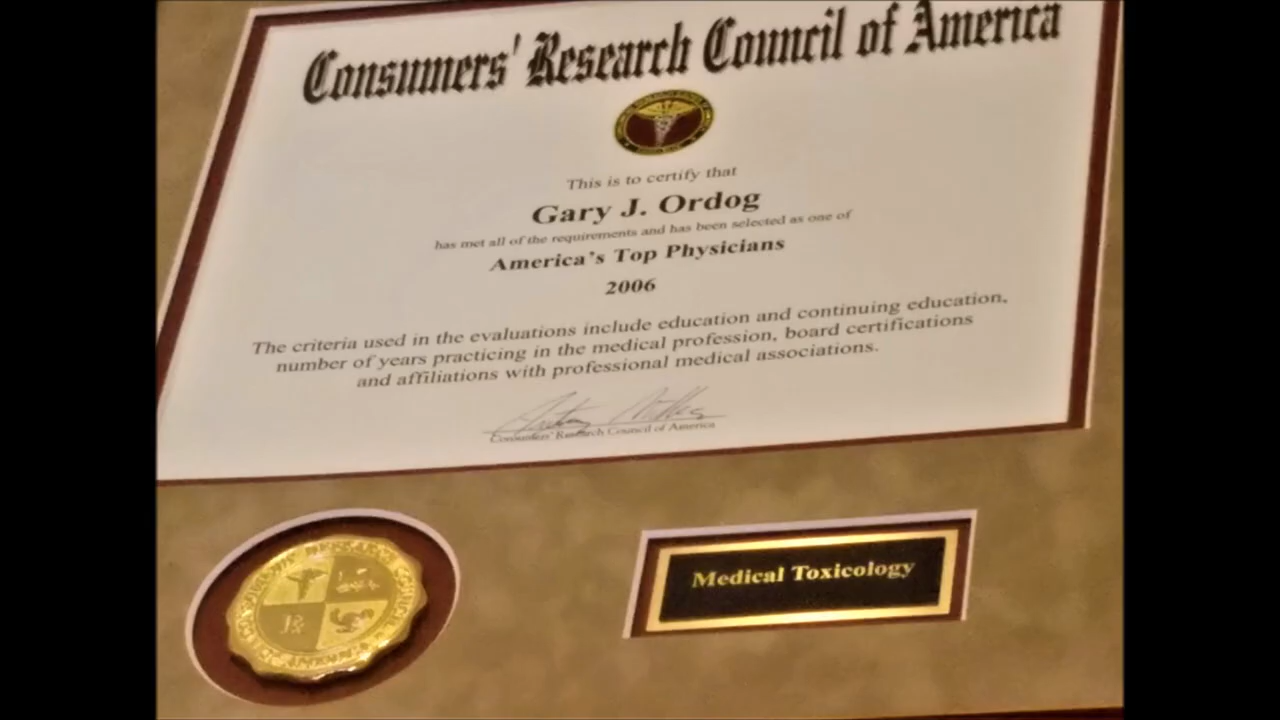 Consumers' Research Council of America
This is to certify that
Gary J. Ordog
has met all of the requirements and has been selected as one of
America's Top Physicians
2006
The criteria used in the evaluations include education and continuing education,
number of years practicing in the medical profession, board certifications
and affiliations with professional medical associations.
Consumers' Research Council of America
Medical Toxicology